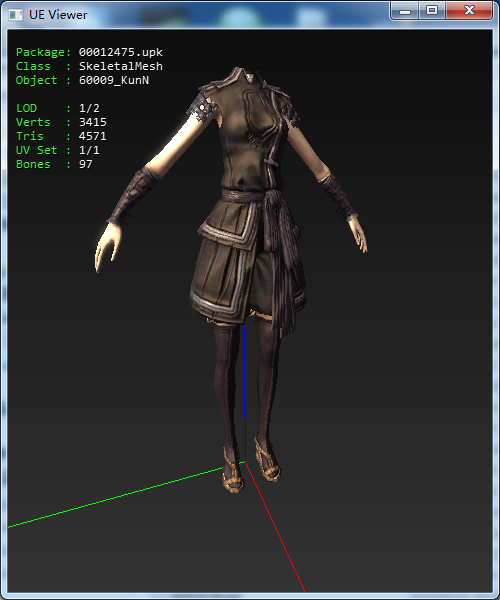 UE Viewer
Package: 00012475.upk
Class  : SkeletalMesh
Object : 60009_KunN
LOD    : 1/2
Verts  : 3415
Tris   : 4571
UV Set : 1/1
Bones  : 97